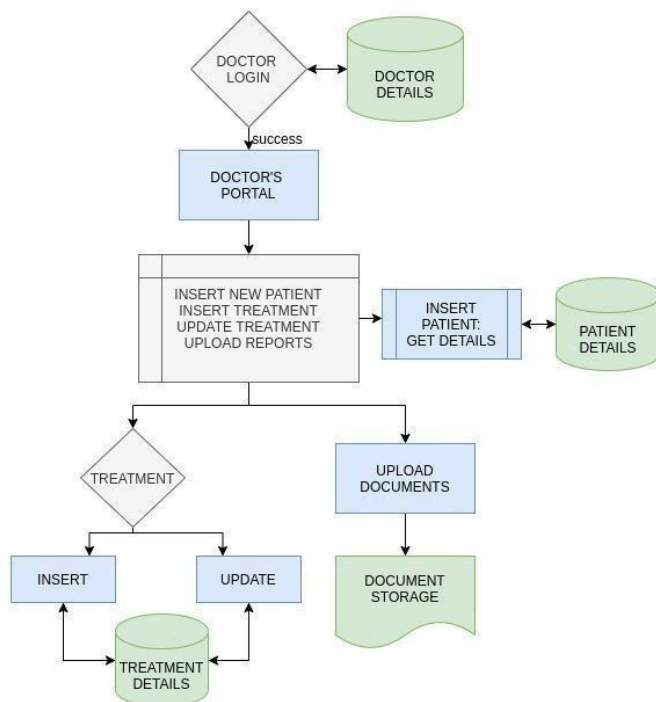 DOCTOR
LOGIN
DOCTOR
DETAILS
success
DOCTOR'S
PORTAL
INSERT NEW PATIENT
INSERT TREATMENT
UPDATE TREATMENT
UPLOAD REPORTS
INSERT
PATIENT:
GET DETAILS
PATIENT
DETAILS
TREATMENT
UPLOAD
DOCUMENTS
INSERT
UPDATE
DOCUMENT
STORAGE
TREATMENT
DETAILS